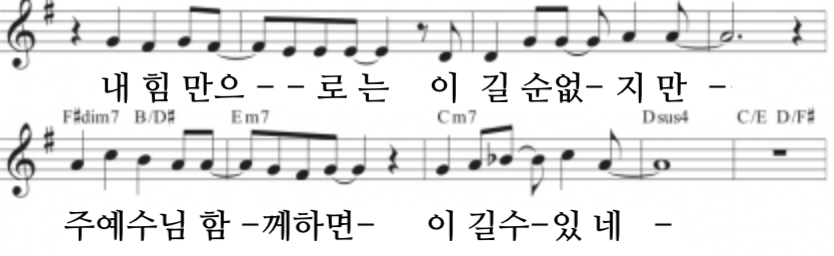 내 힘 만으 - - 로 는 이 길 순없- 지 만 -
F#dim7 B/D# Em7 Cm7 Dsus4 C/E D/F#
주예수님 함 -께하면- 이 길수-있 네 -